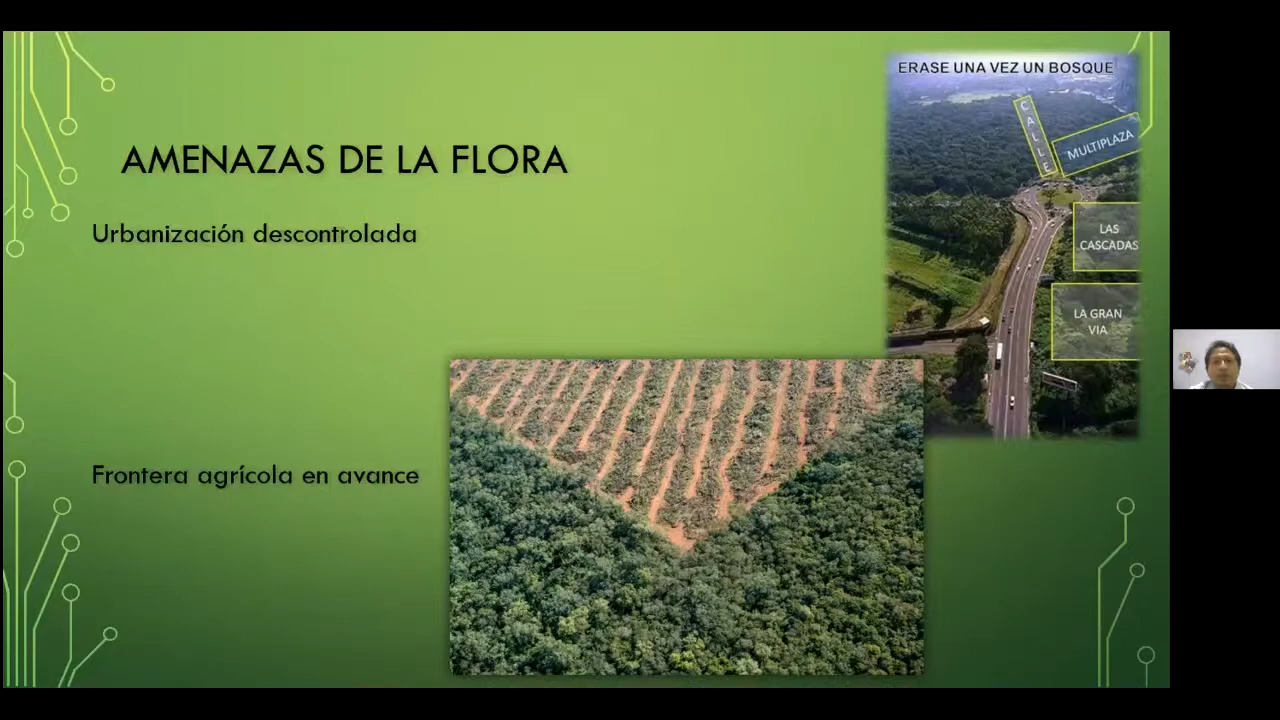 AMENAZAS DE LA FLORA
Urbanización descontrolada
Frontera agrícola en avance
ERASE UNA VEZ UN BOSQUE
CALLE
MULTIPLAZA
LAS
CASCADAS
LA GRAN
VIA